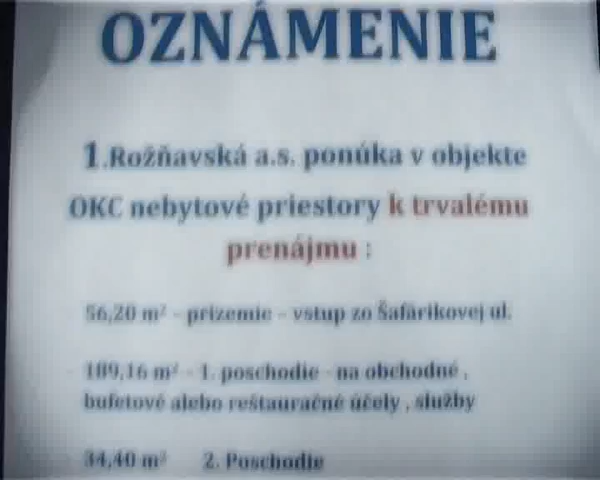 OZNÁMENIE
1.Rožňavská a.s. ponúka v objekte
OKC nebytové priestory k trvalému
prenájmu :
56,20 m² - prízemie - vstup zo Šafárikovej ul.
189,16 m² - 1. poschodie - na obchodné ,
bufetové alebo reštauračné účely , služby
34,40 m² 2. Poschodie